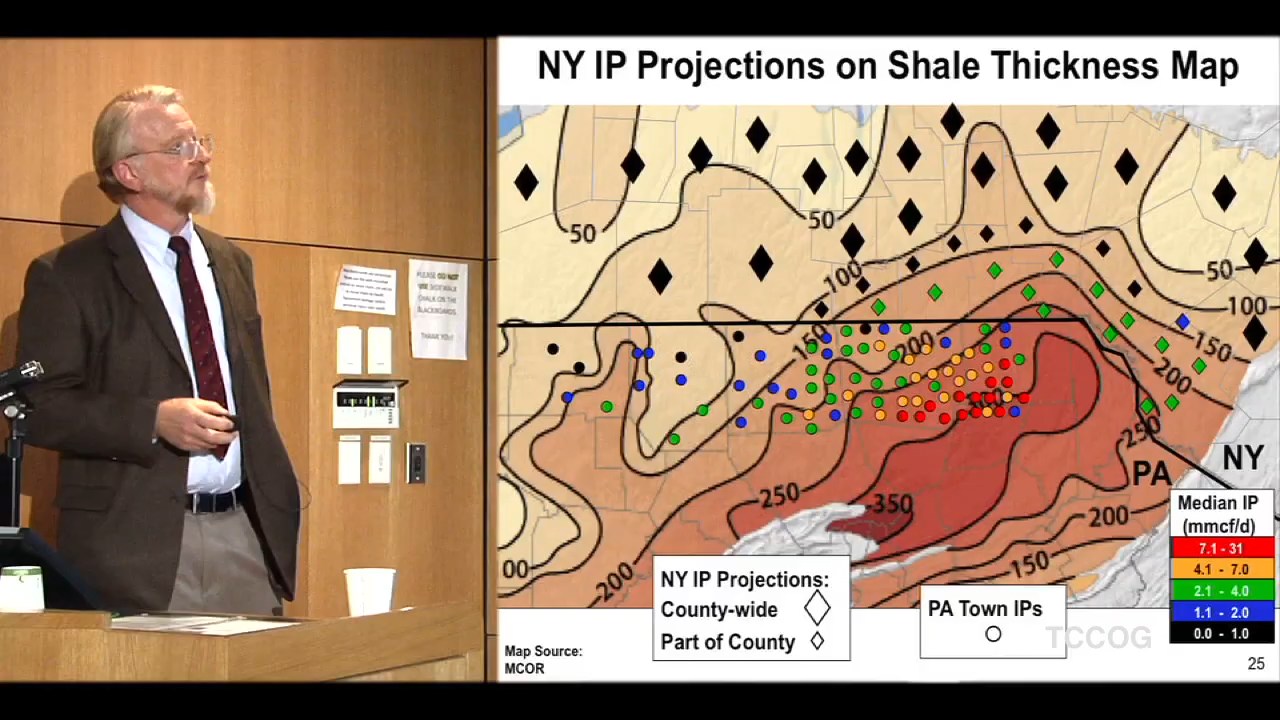 NY IP Projections on Shale Thickness Map
50
50
100
50
100
150
200
150
200
250
250
350
200
150
200
00
PA
NY
PLEASE DO NOT
USE SIDEWALK
CHALK ON THE
BLACKBOARDS.
THANK YOU!
NY IP Projections:
County-wide
Part of County
PA Town IPs
Median IP
(mmcf/d)
7.1 - 31
4.1 - 7.0
2.1 - 4.0
1.1 - 2.0
0.0 - 1.0
TCCOG
Map Source:
MCOR
25